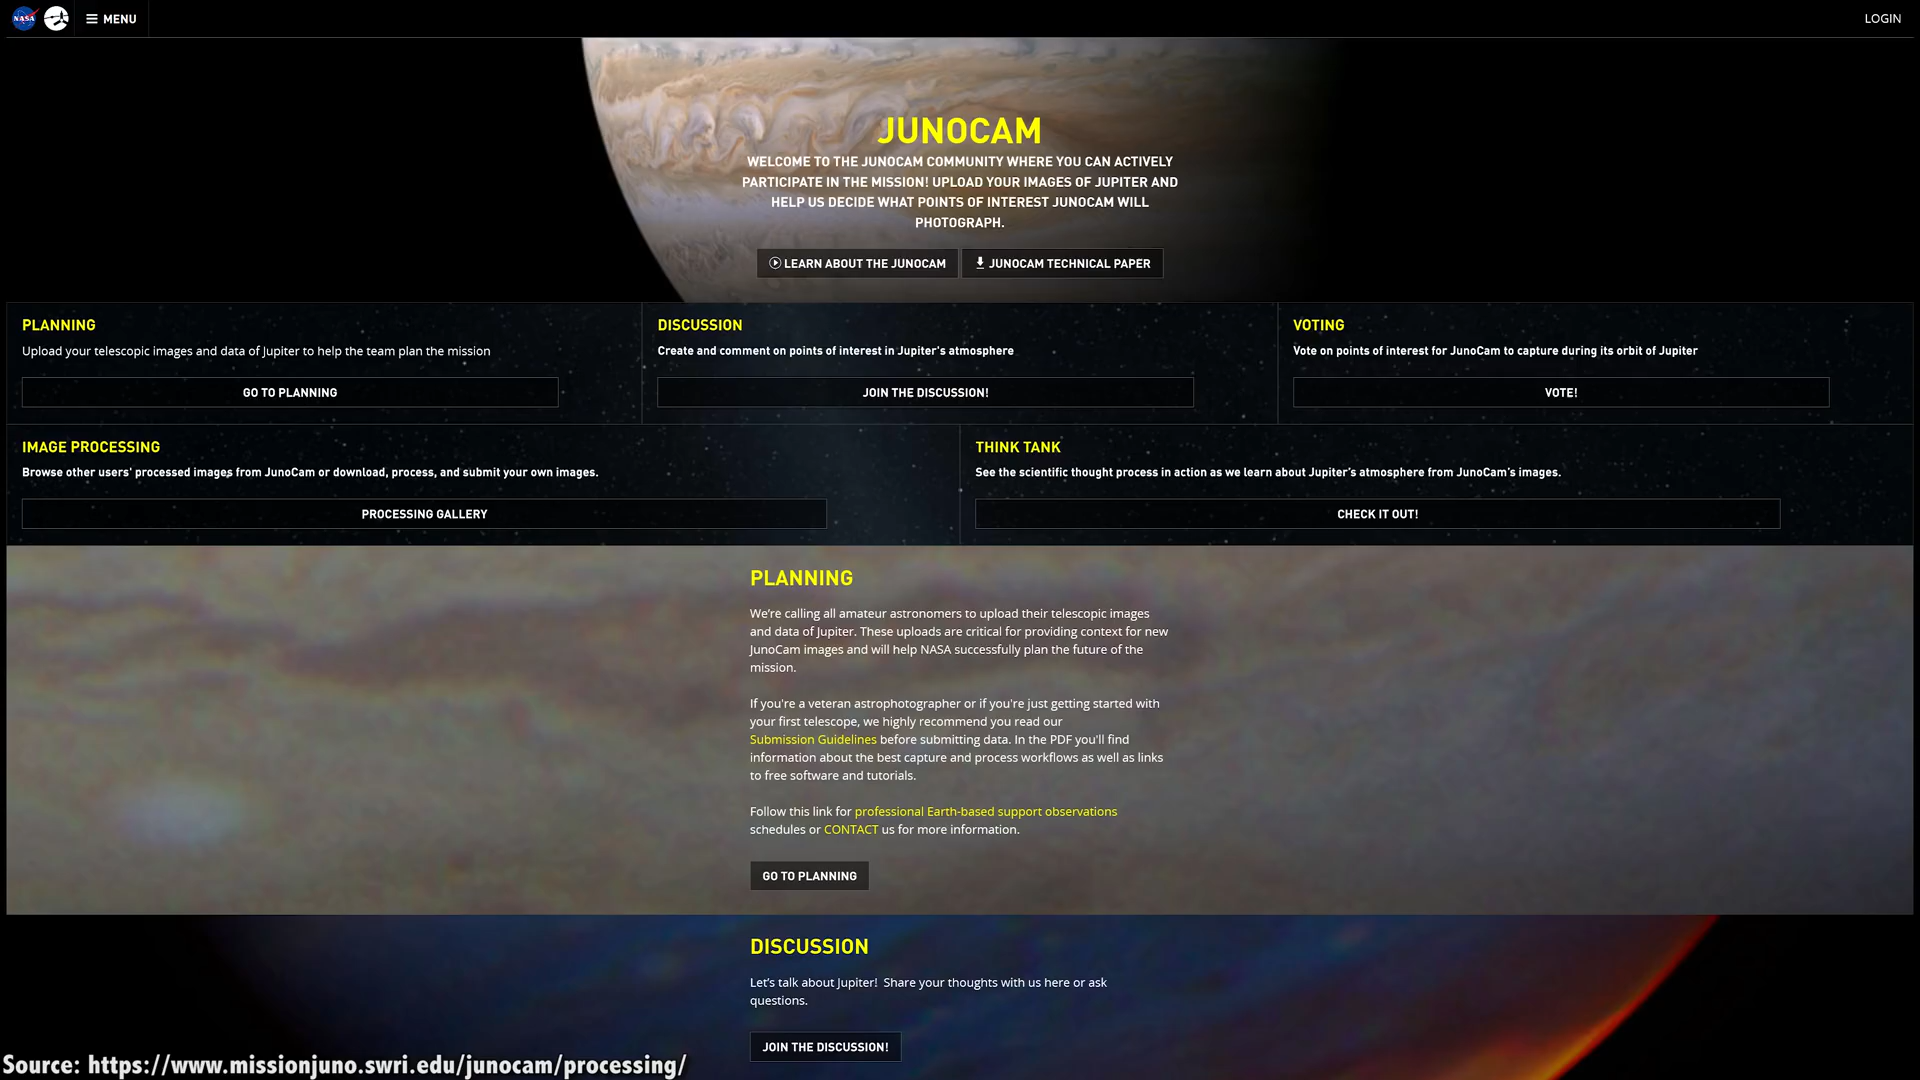 NASA
MENU
LOGIN
JUNOCAM
WELCOME TO THE JUNOCAM COMMUNITY WHERE YOU CAN ACTIVELY
PARTICIPATE IN THE MISSION! UPLOAD YOUR IMAGES OF JUPITER AND
HELP US DECIDE WHAT POINTS OF INTEREST JUNOCAM WILL
PHOTOGRAPH.
LEARN ABOUT THE JUNOCAM
JUNOCAM TECHNICAL PAPER
PLANNING
Upload your telescopic images and data of Jupiter to help the team plan the mission
GO TO PLANNING
DISCUSSION
Create and comment on points of interest in Jupiter's atmosphere
JOIN THE DISCUSSION!
VOTING
Vote on points of interest for JunoCam to capture during its orbit of Jupiter
VOTE!
IMAGE PROCESSING
Browse other users' processed images from JunoCam or download, process, and submit your own images.
PROCESSING GALLERY
THINK TANK
See the scientific thought process in action as we learn about Jupiter's atmosphere from JunoCam's images.
CHECK IT OUT!
PLANNING
We're calling all amateur astronomers to upload their telescopic images
and data of Jupiter. These uploads are critical for providing context for new
JunoCam images and will help NASA successfully plan the future of the
mission.
If you're a veteran astrophotographer or if you're just getting started with
your first telescope, we highly recommend you read our
Submission Guidelines before submitting data. In the PDF you'll find
information about the best capture and process workflows as well as links
to free software and tutorials.
Follow this link for professional Earth-based support observations
schedules or CONTACT us for more information.
GO TO PLANNING
DISCUSSION
Let's talk about Jupiter!  Share your thoughts with us here or ask
questions.
JOIN THE DISCUSSION!
Source: https://www.missionjuno.swri.edu/junocam/processing/